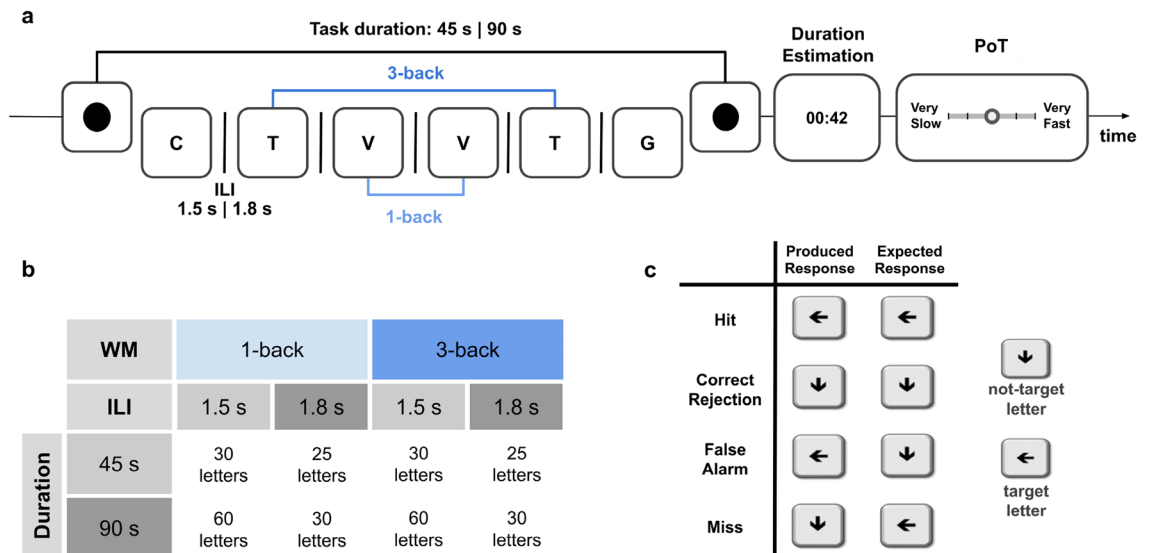 a
Task duration: 45 s | 90 s
Duration
Estimation
PoT
3-back
C
T
V
V
T
G
00:42
Very
Slow
Very
Fast
time
ILI
1.5 s | 1.8 s
1-back
b
WM
1-back
3-back
ILI
1.5 s
1.8 s
1.5 s
1.8 s
Duration
45 s
30
letters
25
letters
30
letters
25
letters
90 s
60
letters
30
letters
60
letters
30
letters
c
Produced
Response
Expected
Response
Hit
← ←
Correct
Rejection
↓ ↓
False
Alarm
← ↓
Miss
↓ ←
↓
not-target
letter
←
target
letter